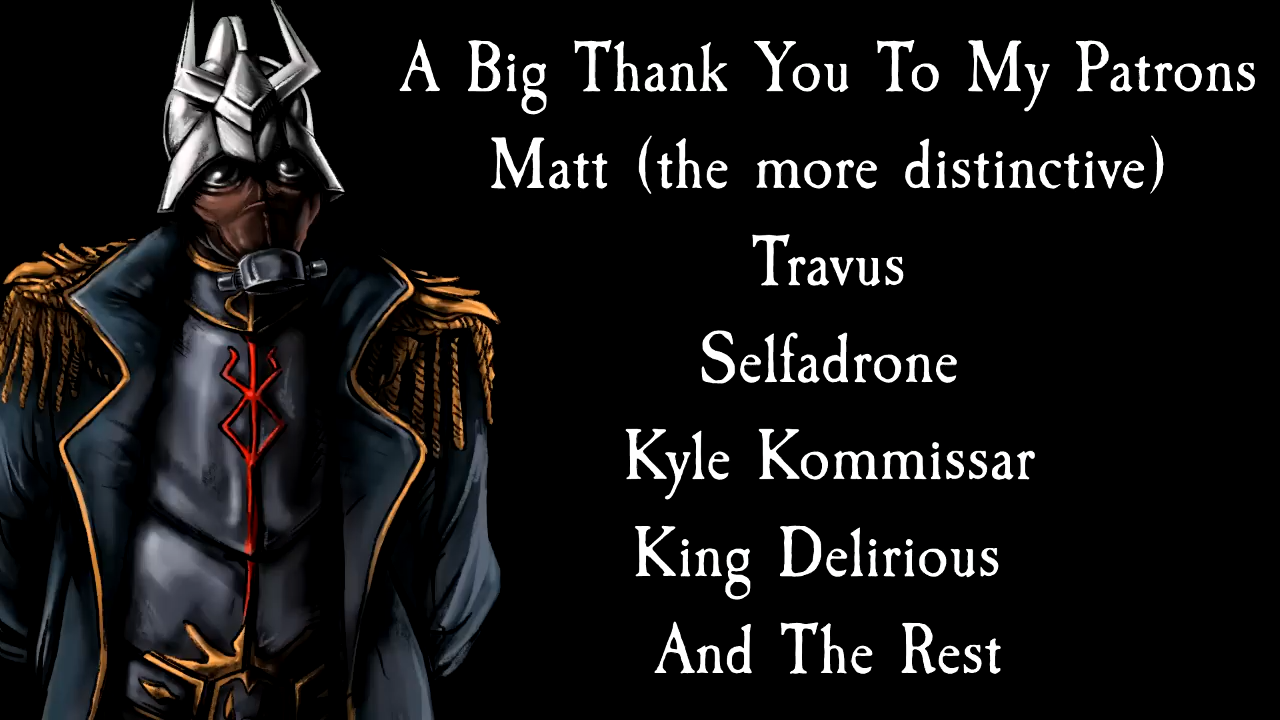 A Big Thank You To My Patrons
Matt (the more distinctive)
Travus
Selfadrone
Kyle Kommissar
King Delirious
And The Rest